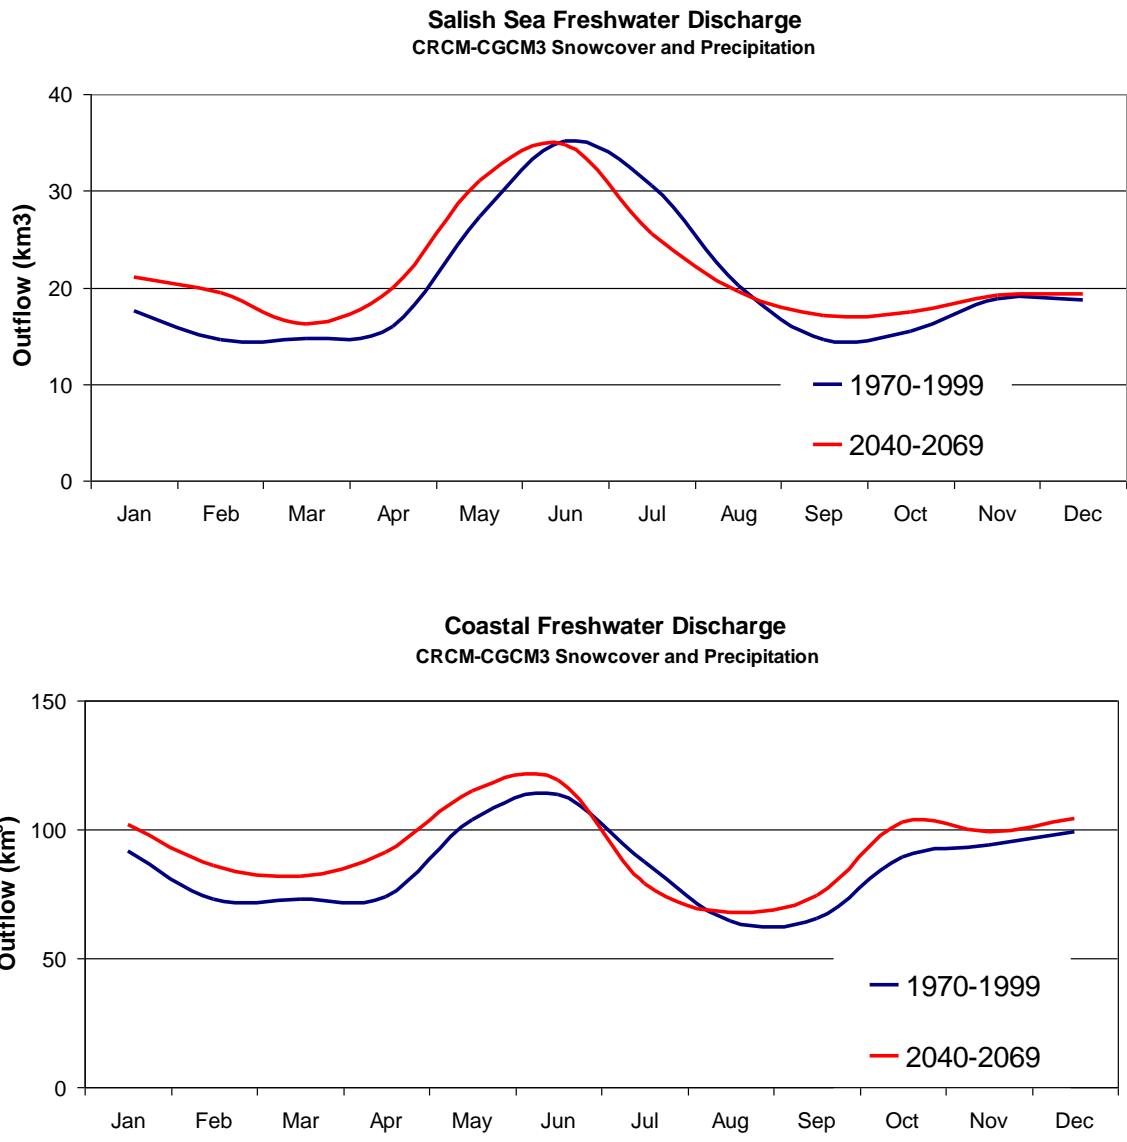 Salish Sea Freshwater Discharge
CRCM-CGCM3 Snowcover and Precipitation
40
30
20
10
0
Outflow (km3)
1970-1999
2040-2069
Jan Feb Mar Apr May Jun Jul Aug Sep Oct Nov Dec
Coastal Freshwater Discharge
CRCM-CGCM3 Snowcover and Precipitation
150
100
50
0
Outflow (km³)
1970-1999
2040-2069
Jan Feb Mar Apr May Jun Jul Aug Sep Oct Nov Dec